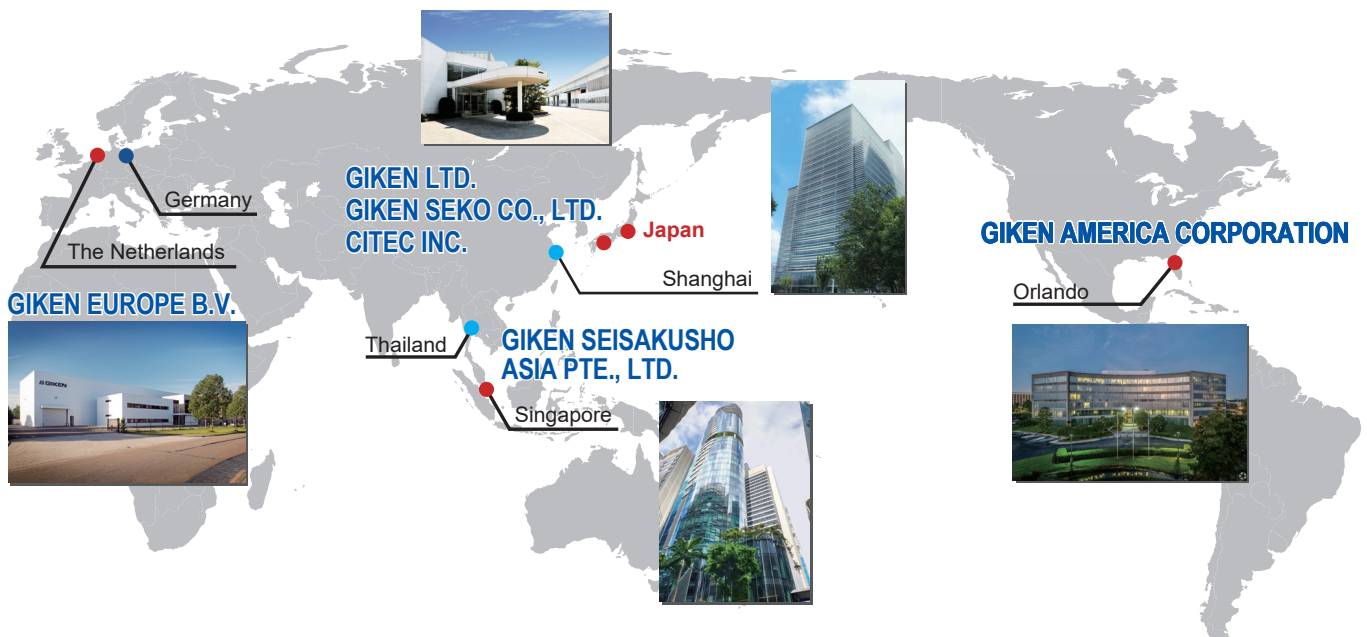 Germany
The Netherlands
GIKEN EUROPE B.V.
GIKEN
GIKEN LTD.
GIKEN SEKO CO., LTD.
CITEC INC.
Japan
Shanghai
Thailand
GIKEN SEISAKUSHO
ASIA PTE., LTD.
Singapore
GIKEN AMERICA CORPORATION
Orlando